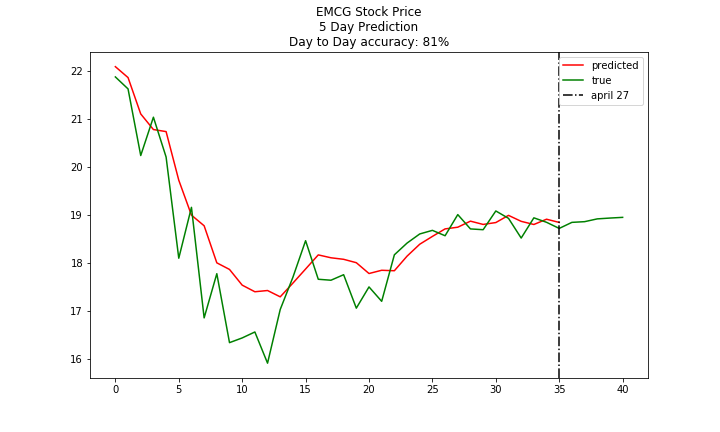 EMCG Stock Price
5 Day Prediction
Day to Day accuracy: 81%
predicted
true
april 27
22
21
20
19
18
17
16
0 5 10 15 20 25 30 35 40